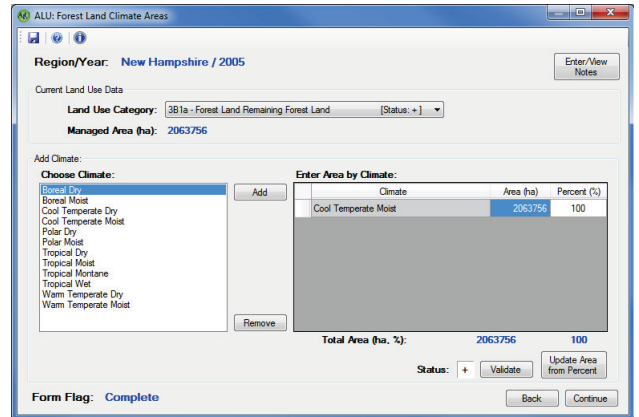 ALU: Forest Land Climate Areas
Region/Year: New Hampshire / 2005
Enter/View
Notes
Current Land Use Data
Land Use Category: 3B1a - Forest Land Remaining Forest Land [Status: + ]
Managed Area (ha): 2063756
Add Climate:
Choose Climate:
Boreal Dry
Boreal Moist
Cool Temperate Dry
Cool Temperate Moist
Polar Dry
Polar Moist
Tropical Dry
Tropical Moist
Tropical Montane
Tropical Wet
Warm Temperate Dry
Warm Temperate Moist
Add
Remove
Enter Area by Climate:
Climate Area (ha) Percent (%)
Cool Temperate Moist 2063756 100
Total Area (ha, %): 2063756 100
Status: + Validate
Update Area
from Percent
Form Flag: Complete
Back Continue